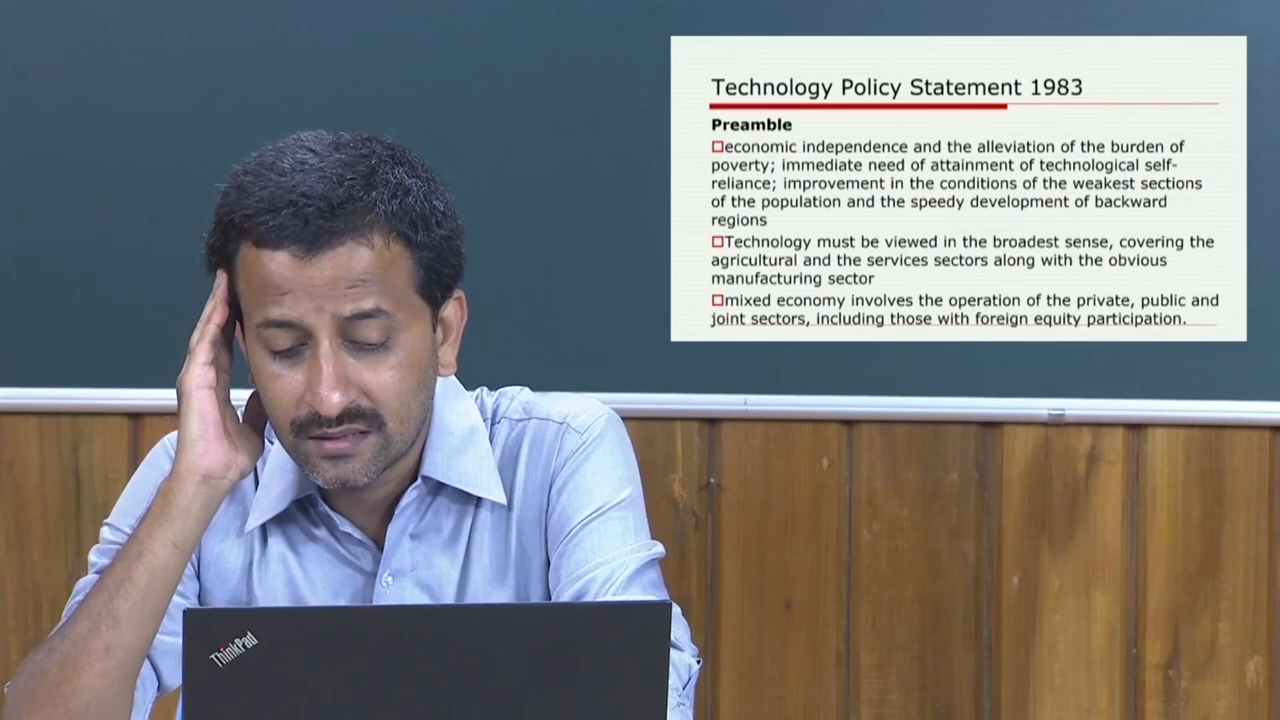 Technology Policy Statement 1983
Preamble
economic independence and the alleviation of the burden of
poverty; immediate need of attainment of technological self-
reliance; improvement in the conditions of the weakest sections
of the population and the speedy development of backward
regions
Technology must be viewed in the broadest sense, covering the
agricultural and the services sectors along with the obvious
manufacturing sector
mixed economy involves the operation of the private, public and
joint sectors, including those with foreign equity participation.
ThinkPad